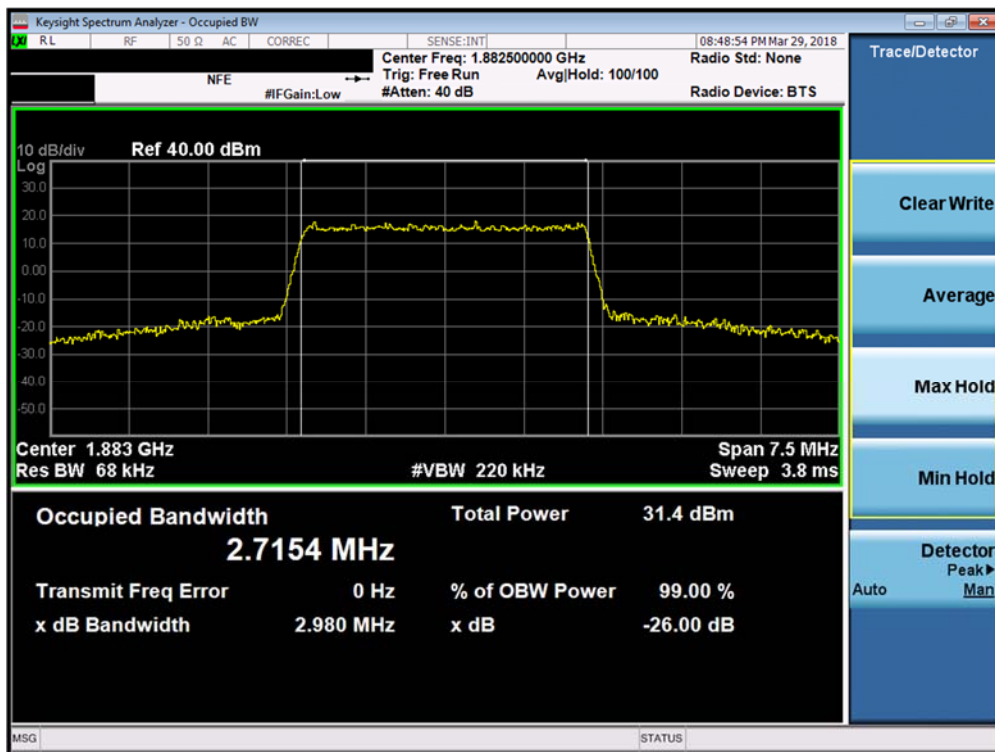 Keysight Spectrum Analyzer - Occupied BW
LXI RL RF 50 Ω AC CORREC SENSE:INT 08:48:54 PM Mar 29, 2018
Center Freq: 1.882500000 GHz Radio Std: None
NFE Trig: Free Run Avg|Hold: 100/100
#IFGain:Low #Atten: 40 dB Radio Device: BTS
Trace/Detector
10 dB/div Ref 40.00 dBm
Log
30.0
20.0
10.0
0.00
-10.0
-20.0
-30.0
-40.0
-50.0
Center 1.883 GHz Span 7.5 MHz
Res BW 68 kHz #VBW 220 kHz Sweep 3.8 ms
Occupied Bandwidth Total Power 31.4 dBm
2.7154 MHz
Transmit Freq Error 0 Hz % of OBW Power 99.00 %
x dB Bandwidth 2.980 MHz x dB -26.00 dB
Clear Write
Average
Max Hold
Min Hold
Detector
Peak▶
Auto Man
MSG STATUS